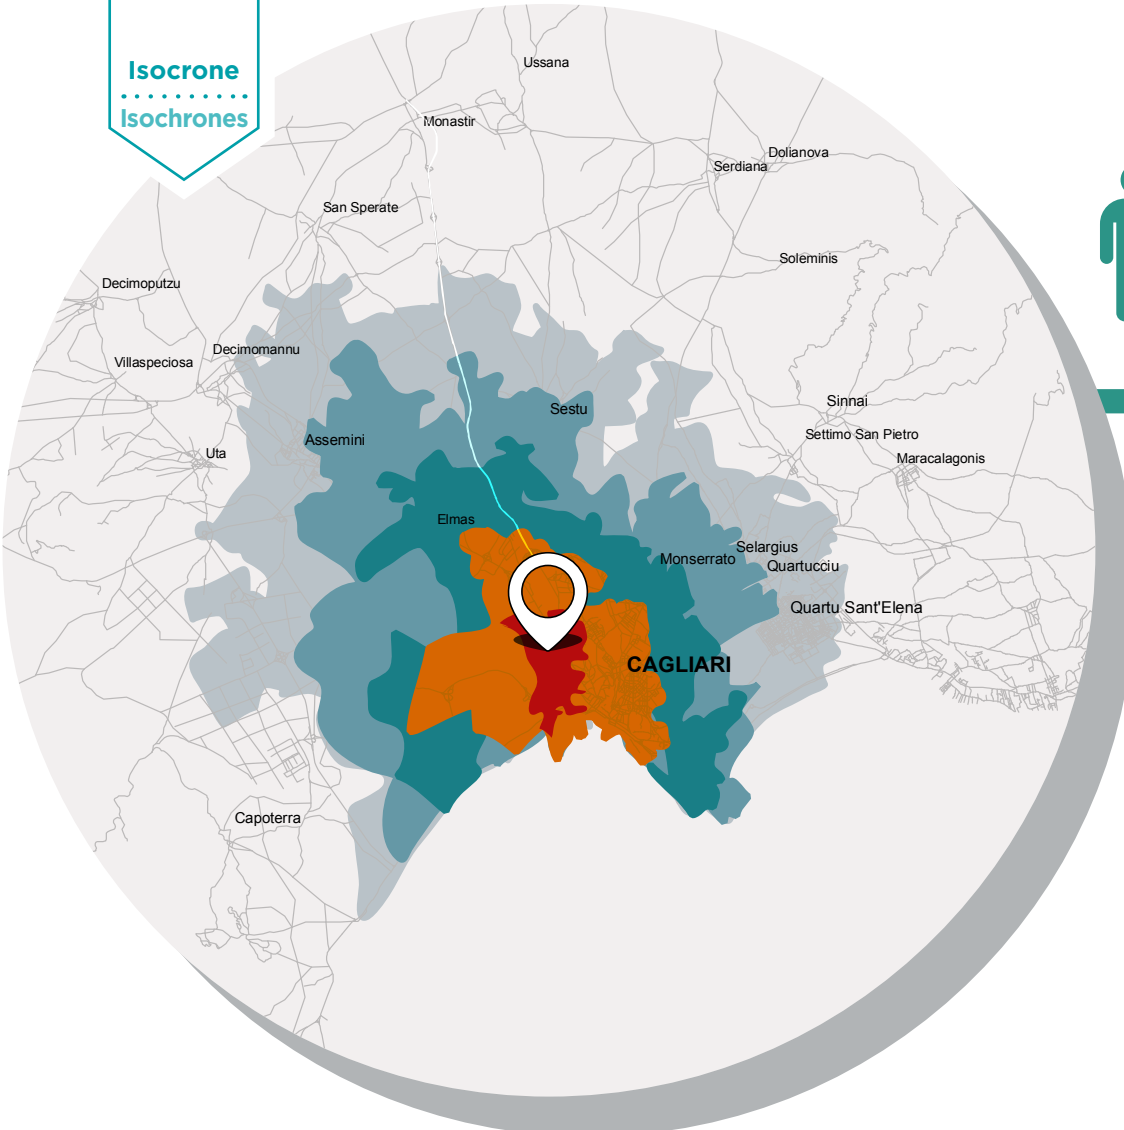 Isocrone
Isochrones
Ussana
Monastir
Dolianova
Serdiana
San Sperate
Soleminis
Decimoputzu
Decimomannu
Villaspeciosa
Sinnai
Sestu
Settimo San Pietro
Assemini
Uta
Maracalagonis
Elmas
Selargius
Monserrato
Quartucciu
Quartu Sant'Elena
CAGLIARI
Capoterra